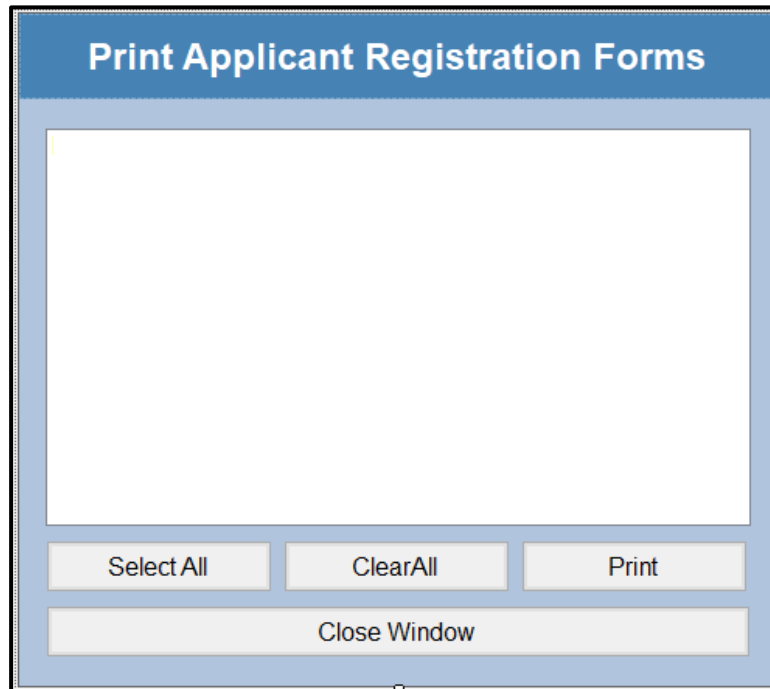 Print Applicant Registration Forms
Select All ClearAll Print
Close Window